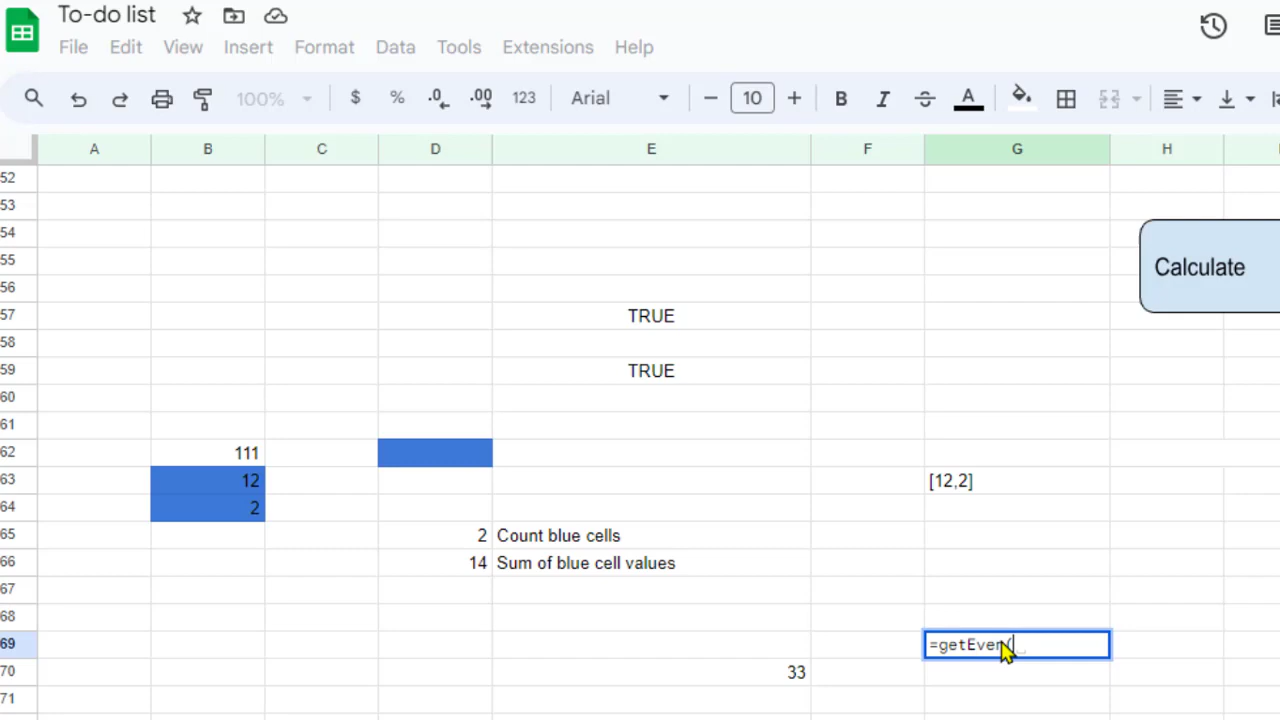 To-do list
File Edit View Insert Format Data Tools Extensions Help
100% $ % .0 .00 123 Arial 10 B I A
A B C D E F G H
52
53
54
55
Calculate
56
57 TRUE
58
59 TRUE
60
61
62 111
63 12 [12,2]
64 2
65 2 Count blue cells
66 14 Sum of blue cell values
67
68
69 =getEven(
70 33
71